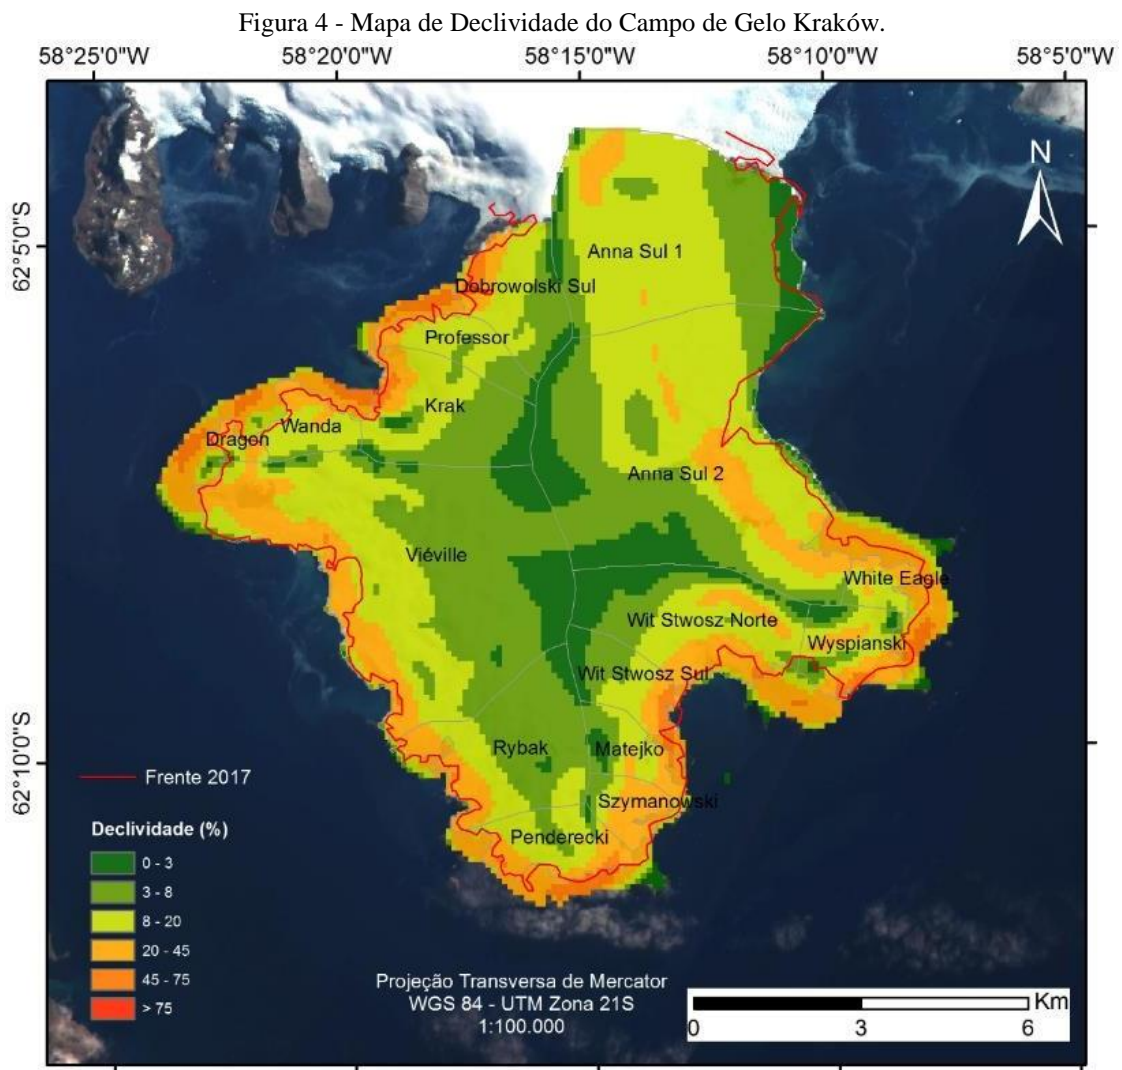 Figura 4 - Mapa de Declividade do Campo de Gelo Kraków.
58°25'0"W 58°20'0"W 58°15'0"W 58°10'0"W 58°5'0"W
N
62°5'0"S
Anna Sul 1
Dobrowolski Sul
Professor
Krak
Wanda
Dragon
Anna Sul 2
Viéville
White Eagle
Wit Stwosz Norte
Wyspianski
Wit Stwosz Sul
Rybak
Matejko
62°10'0"S
Frente 2017
Szymanowski
Penderecki
Declividade (%)
0 - 3
3 - 8
8 - 20
20 - 45
45 - 75
> 75
Projeção Transversa de Mercator
WGS 84 - UTM Zona 21S
1:100.000
Km
0 3 6